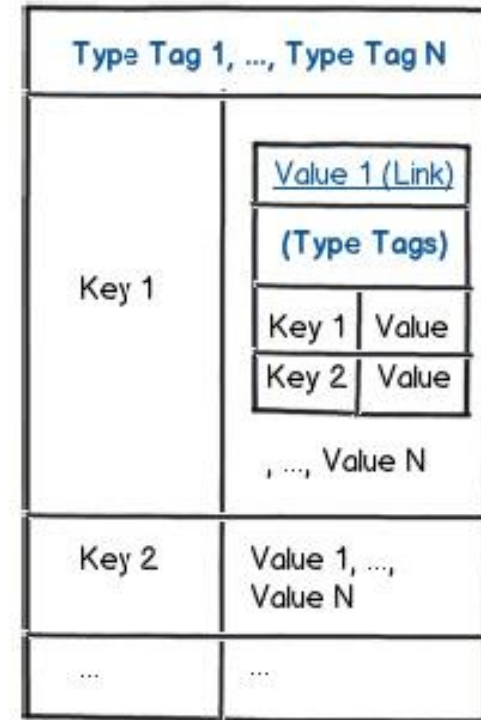 Type Tag 1, ..., Type Tag N
Key 1
Value 1 (Link)
(Type Tags)
Key 1 Value
Key 2 Value
, ..., Value N
Key 2
Value 1, ...,
Value N
... ...